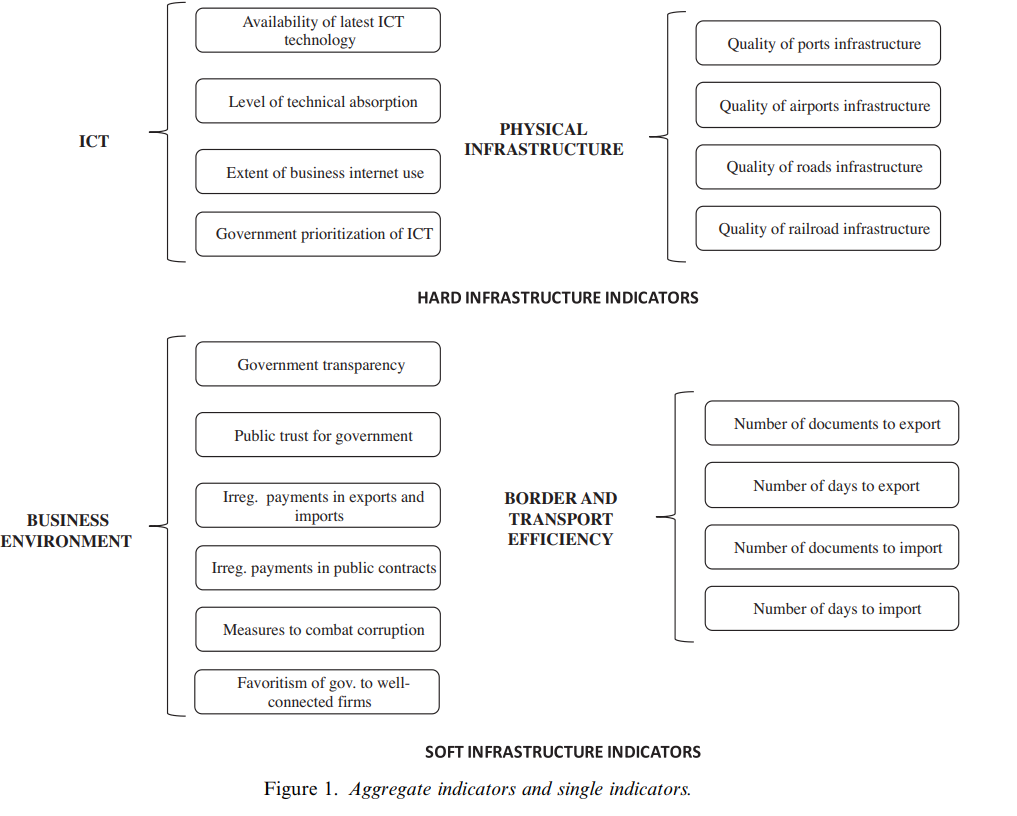 ICT
Availability of latest ICT
technology
Level of technical absorption
Extent of business internet use
Government prioritization of ICT
PHYSICAL
INFRASTRUCTURE
Quality of ports infrastructure
Quality of airports infrastructure
Quality of roads infrastructure
Quality of railroad infrastructure
HARD INFRASTRUCTURE INDICATORS
BUSINESS
ENVIRONMENT
Government transparency
Public trust for government
Irreg. payments in exports and
imports
Irreg. payments in public contracts
Measures to combat corruption
Favoritism of gov. to well-
connected firms
BORDER AND
TRANSPORT
EFFICIENCY
Number of documents to export
Number of days to export
Number of documents to import
Number of days to import
SOFT INFRASTRUCTURE INDICATORS
Figure 1. Aggregate indicators and single indicators.